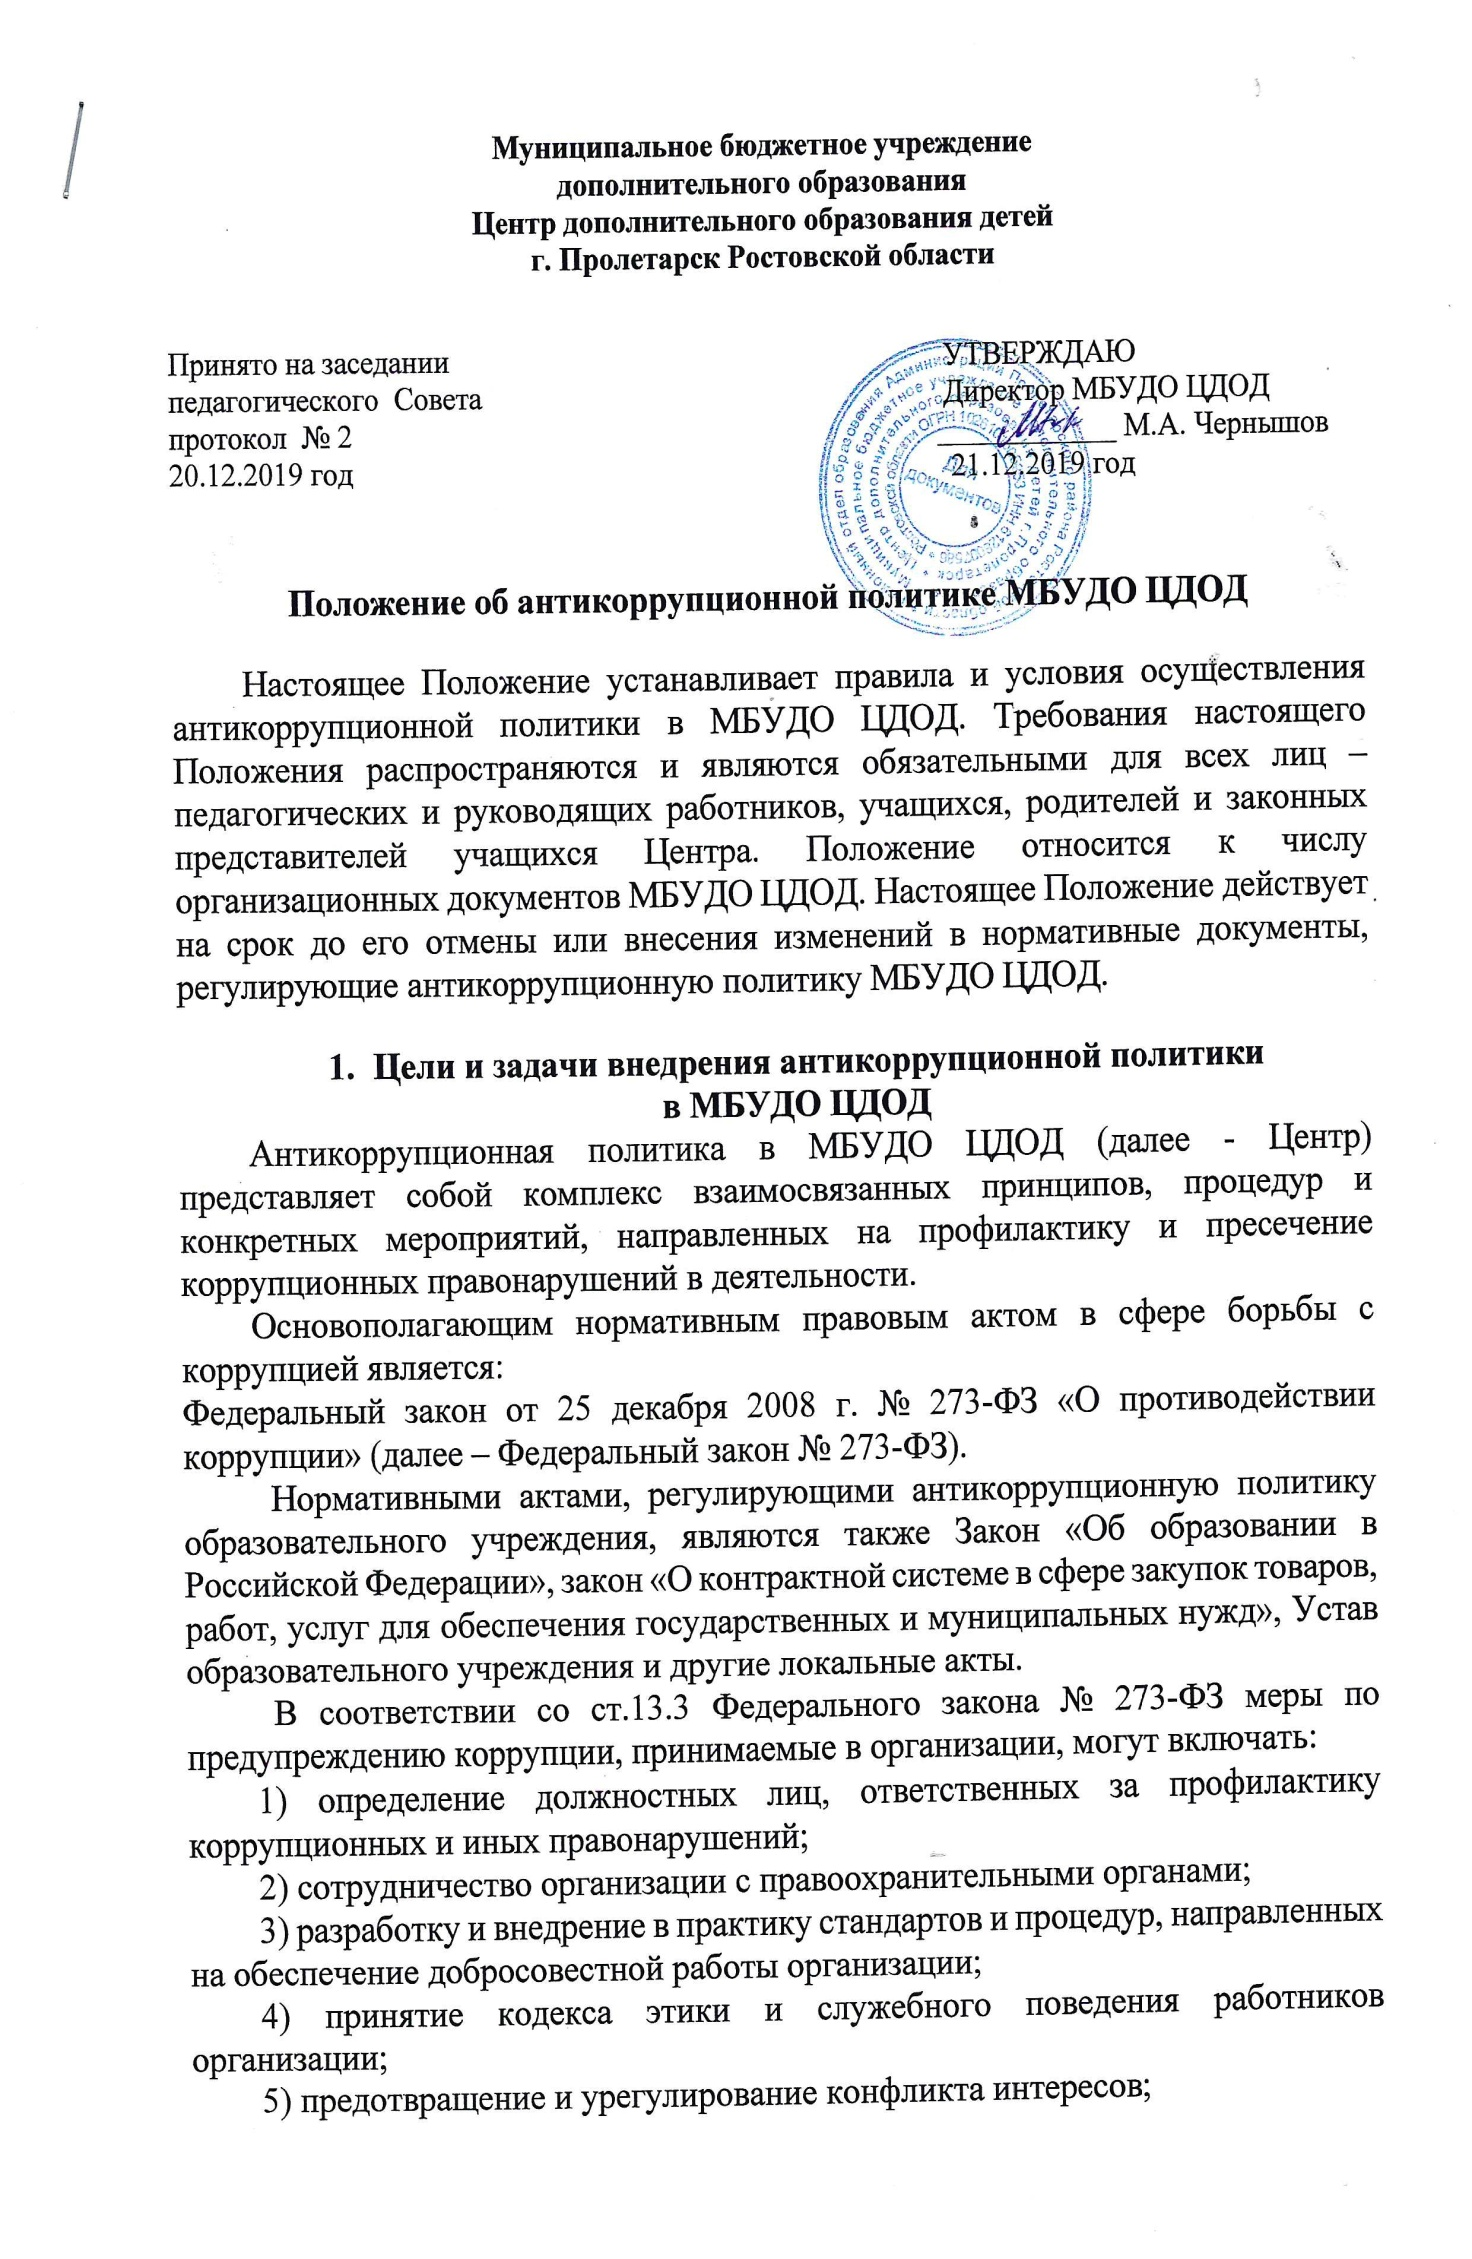 Муниципальное бюджетное учреждение
дополнительного образования
Центр дополнительного образования детей
г. Пролетарск Ростовской области
Принято на заседании
педагогического Совета
протокол № 2
20.12.2019 год
УТВЕРЖДАЮ
Директор МБУДО ЦДОД
____________ М.А. Чернышов
21.12.2019 год
Для
документов
Положение об антикоррупционной политике МБУДО ЦДОД
Настоящее Положение устанавливает правила и условия осуществления
антикоррупционной политики в МБУДО ЦДОД. Требования настоящего
Положения распространяются и являются обязательными для всех лиц –
педагогических и руководящих работников, учащихся, родителей и законных
представителей учащихся Центра. Положение относится к числу
организационных документов МБУДО ЦДОД. Настоящее Положение действует
на срок до его отмены или внесения изменений в нормативные документы,
регулирующие антикоррупционную политику МБУДО ЦДОД.
1. Цели и задачи внедрения антикоррупционной политики
в МБУДО ЦДОД
Антикоррупционная политика в МБУДО ЦДОД (далее - Центр)
представляет собой комплекс взаимосвязанных принципов, процедур и
конкретных мероприятий, направленных на профилактику и пресечение
коррупционных правонарушений в деятельности.
Основополагающим нормативным правовым актом в сфере борьбы с
коррупцией является:
Федеральный закон от 25 декабря 2008 г. № 273-ФЗ «О противодействии
коррупции» (далее – Федеральный закон № 273-ФЗ).
Нормативными актами, регулирующими антикоррупционную политику
образовательного учреждения, являются также Закон «Об образовании в
Российской Федерации», закон «О контрактной системе в сфере закупок товаров,
работ, услуг для обеспечения государственных и муниципальных нужд», Устав
образовательного учреждения и другие локальные акты.
В соответствии со ст.13.3 Федерального закона № 273-ФЗ меры по
предупреждению коррупции, принимаемые в организации, могут включать:
1) определение должностных лиц, ответственных за профилактику
коррупционных и иных правонарушений;
2) сотрудничество организации с правоохранительными органами;
3) разработку и внедрение в практику стандартов и процедур, направленных
на обеспечение добросовестной работы организации;
4) принятие кодекса этики и служебного поведения работников
организации;
5) предотвращение и урегулирование конфликта интересов;